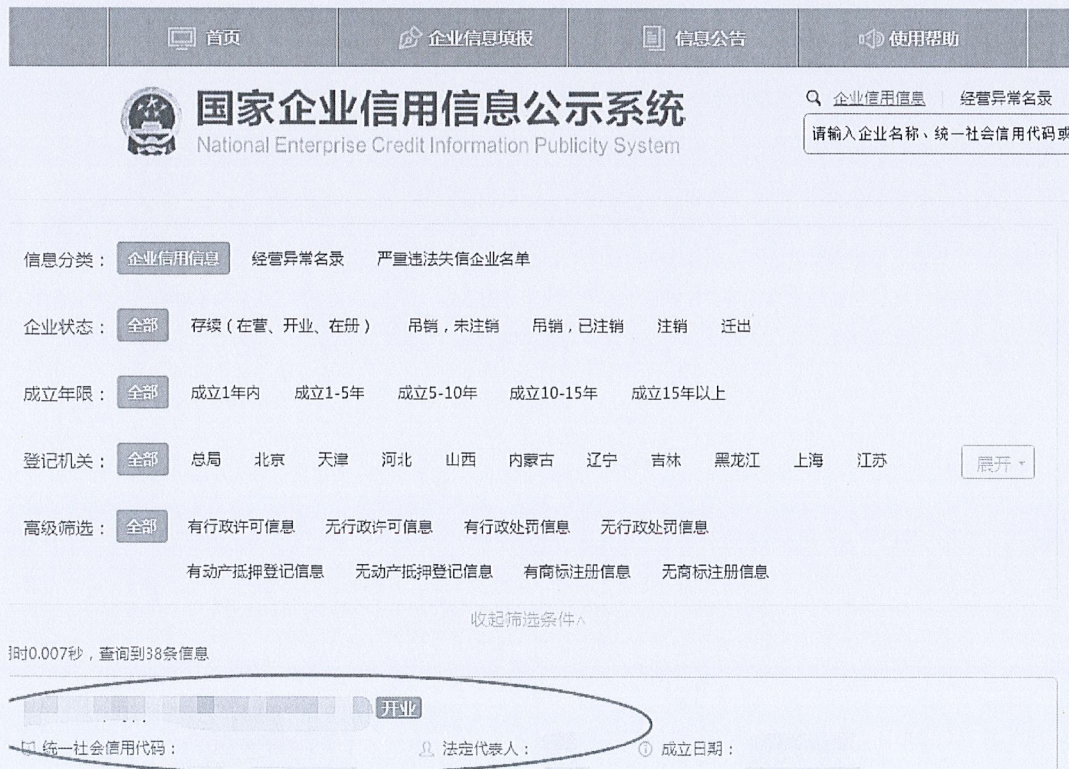 首页 企业信息填报 信息公告 使用帮助
国家企业信用信息公示系统
National Enterprise Credit Information Publicity System
企业信用信息 经营异常名录
请输入企业名称、统一社会信用代码或
信息分类： 企业信用信息 经营异常名录 严重违法失信企业名单
企业状态： 全部 存续（在营、开业、在册） 吊销，未注销 吊销，已注销 注销 迁出
成立年限： 全部 成立1年内 成立1-5年 成立5-10年 成立10-15年 成立15年以上
登记机关： 全部 总局 北京 天津 河北 山西 内蒙古 辽宁 吉林 黑龙江 上海 江苏 展开
高级筛选： 全部 有行政许可信息 无行政许可信息 有行政处罚信息 无行政处罚信息
有动产抵押登记信息 无动产抵押登记信息 有商标注册信息 无商标注册信息
收起筛选条件
时0.007秒，查询到38条信息
开业
统一社会信用代码： 法定代表人： 成立日期：